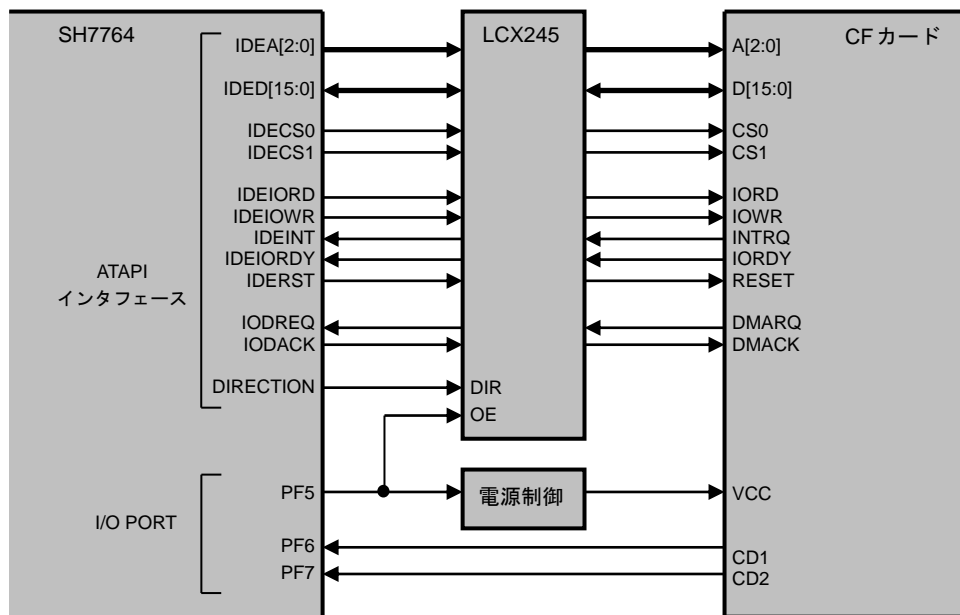 SH7764
LCX245
CFカード
IDEA[2:0]
A[2:0]
IDED[15:0]
D[15:0]
IDECS0
CS0
IDECS1
CS1
IDEIORD
IORD
IDEIOWR
IOWR
IDEINT
INTRQ
IDEIORDY
IORDY
IDERST
RESET
ATAPI
インタフェース
IODREQ
DMARQ
IODACK
DMACK
DIRECTION
DIR
OE
PF5
電源制御
VCC
I/O PORT
PF6
CD1
PF7
CD2